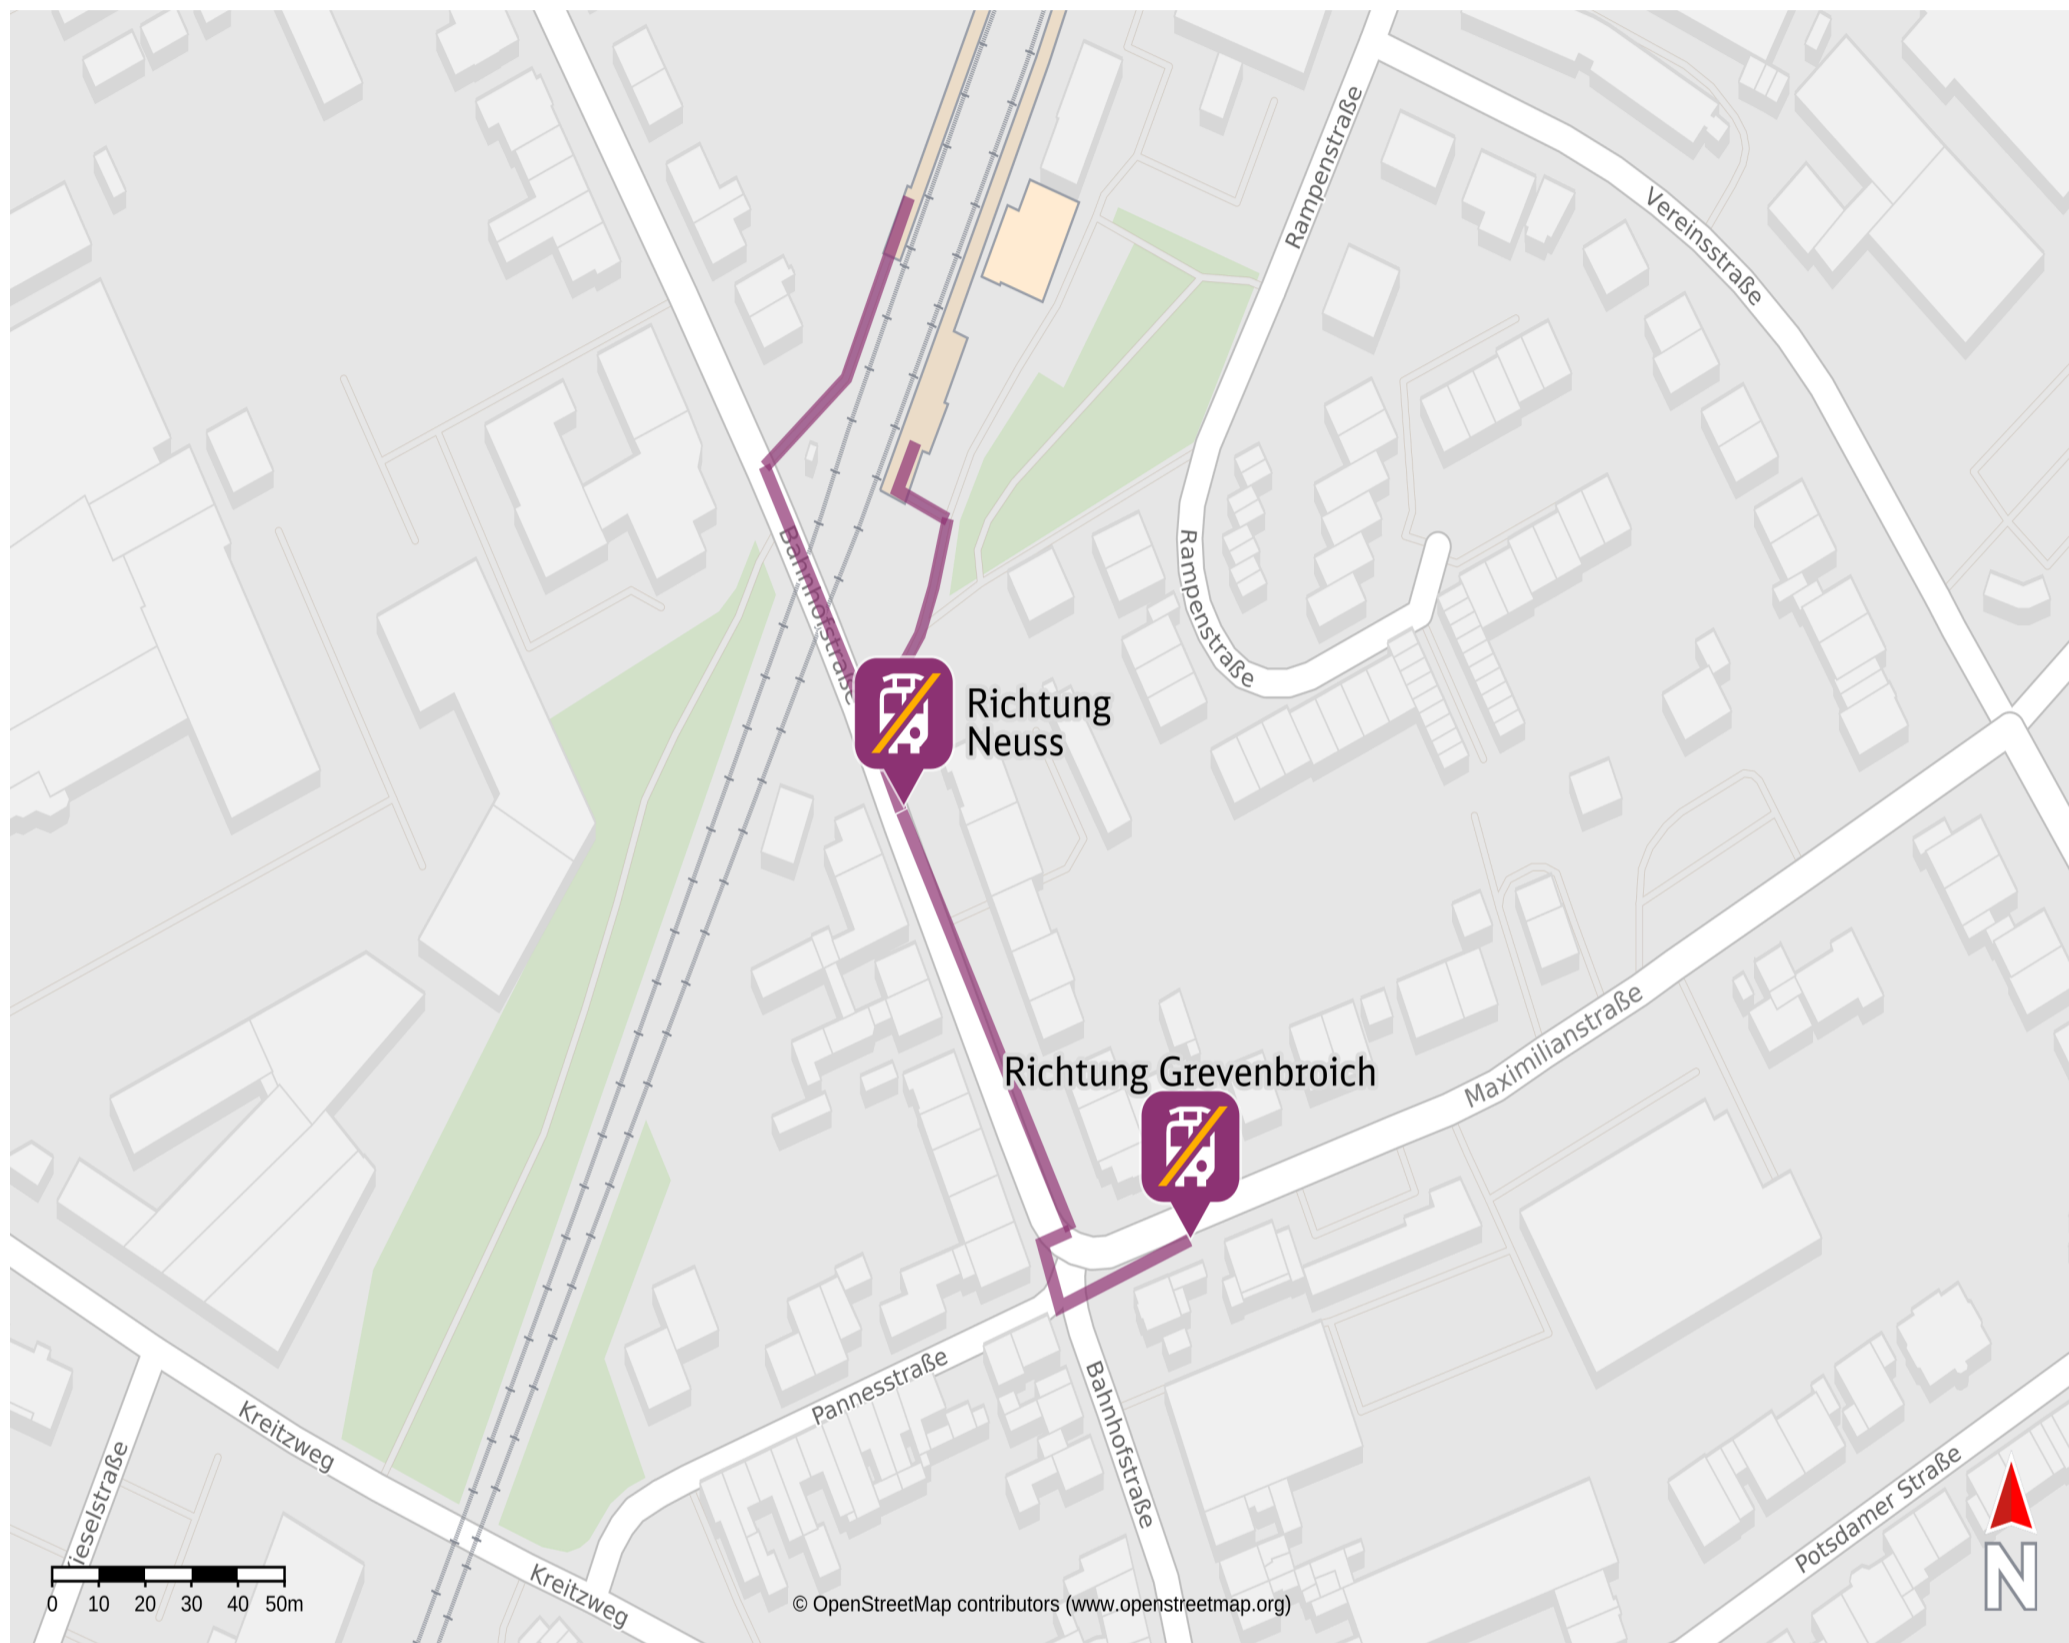 Rampenstraße
Vereinsstraße
Bahnhofstraße
Rampenstraße
Richtung
Neuss
Maximilianstraße
Richtung Grevenbroich
Pannesstraße
Bahnhofstraße
Kreitzweg
ieselstraße
Kreitzweg
Potsdamer Straße
N
0 10 20 30 40 50m
© OpenStreetMap contributors (www.openstreetmap.org)